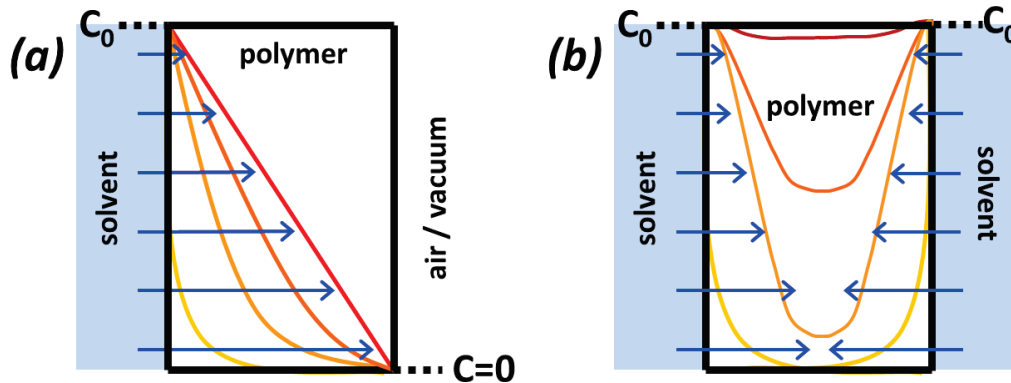 (a)
C₀
polymer
solvent
air / vacuum
C=0
(b)
C₀
C₀
polymer
solvent
solvent